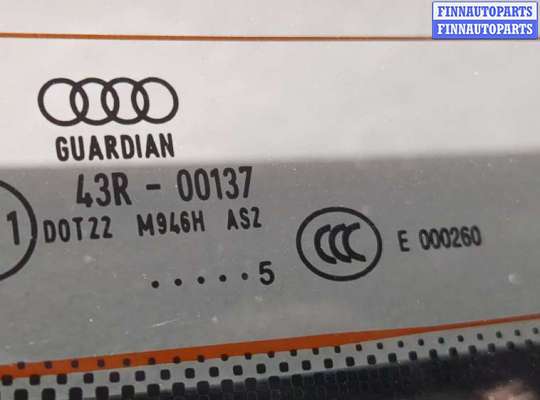 FINNAUTOPARTS
FINNAUTOPARTS
GUARDIAN
43R - 00137
1
DOT22 M946H AS2
CCC E 000260
.....5